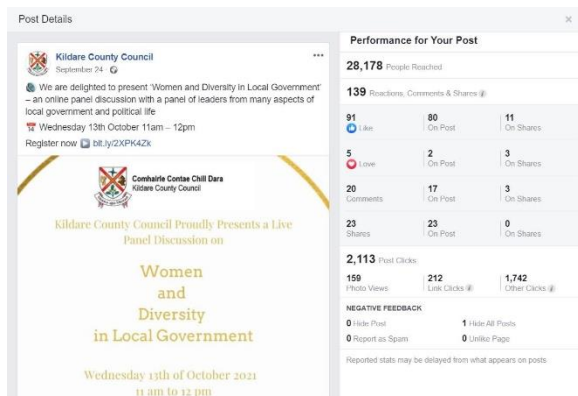 Post Details
Kildare County Council
September 24
We are delighted to present 'Women and Diversity in Local Government'
– an online panel discussion with a panel of leaders from many aspects of
local government and political life
Wednesday 13th October 11am – 12pm
Register now bit.ly/2XPK4Zk
Comhairle Contae Chill Dara
Kildare County Council
Kildare County Council Proudly Presents a Live
Panel Discussion on
Women
and
Diversity
in Local Government
Wednesday 13th of October 2021
11 am to 12 pm
Performance for Your Post
28,178 People Reached
139 Reactions, Comments & Shares
91 80 11
Like On Post On Shares
5 2 3
Love On Post On Shares
20 17 3
Comments On Post On Shares
23 23 0
Shares On Post On Shares
2,113 Post Clicks
159 212 1,742
Photo Views Link Clicks Other Clicks
NEGATIVE FEEDBACK
0 Hide Post 1 Hide All Posts
0 Report as Spam 0 Unlike Page
Reported stats may be delayed from what appears on posts